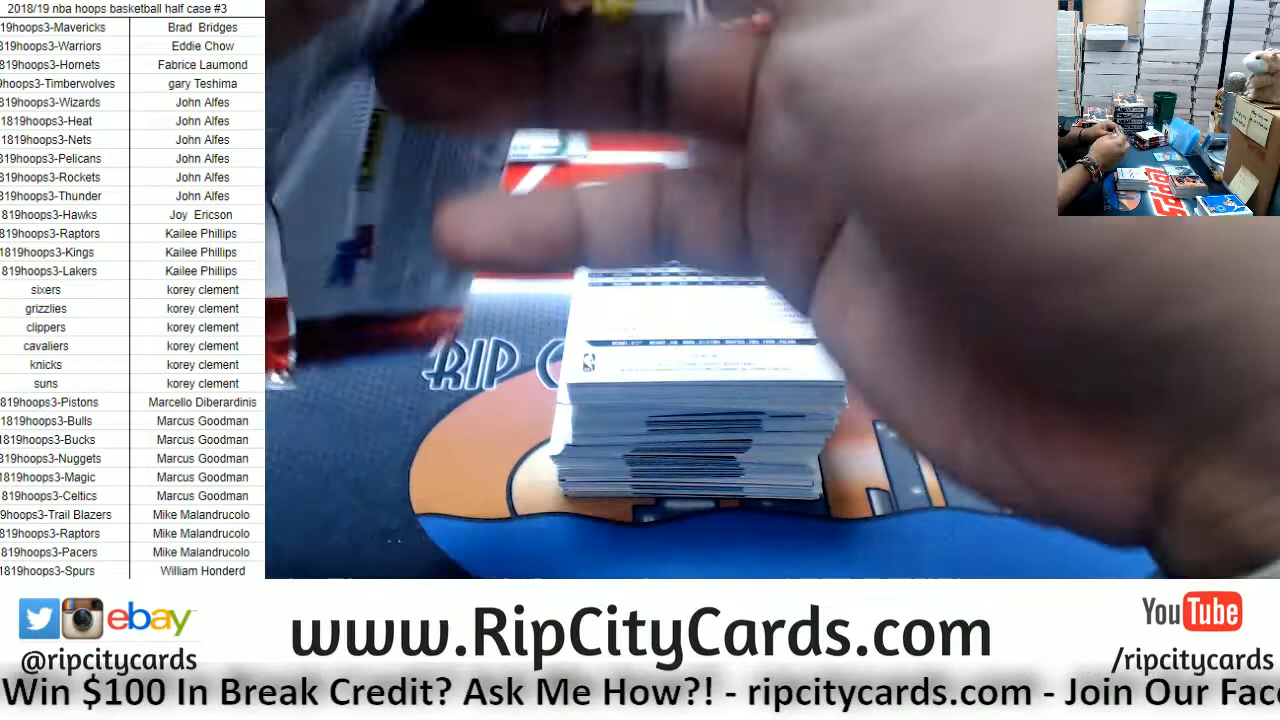 2018/19 nba hoops basketball half case #3
19hoops3-Mavericks Brad Bridges
819hoops3-Warriors Eddie Chow
819hoops3-Hornets Fabrice Laumond
9hoops3-Timberwolves gary Teshima
819hoops3-Wizards John Alfes
1819hoops3-Heat John Alfes
1819hoops3-Nets John Alfes
819hoops3-Pelicans John Alfes
819hoops3-Rockets John Alfes
819hoops3-Thunder John Alfes
819hoops3-Hawks Joy Ericson
819hoops3-Raptors Kailee Phillips
1819hoops3-Kings Kailee Phillips
819hoops3-Lakers Kailee Phillips
sixers korey clement
grizzlies korey clement
clippers korey clement
cavaliers korey clement
knicks korey clement
suns korey clement
1819hoops3-Pistons Marcello Diberardinis
1819hoops3-Bulls Marcus Goodman
819hoops3-Bucks Marcus Goodman
819hoops3-Nuggets Marcus Goodman
1819hoops3-Magic Marcus Goodman
819hoops3-Celtics Marcus Goodman
819hoops3-Trail Blazers Mike Malandrucolo
819hoops3-Raptors Mike Malandrucolo
819hoops3-Pacers Mike Malandrucolo
1819hoops3-Spurs William Honderd
RIP C
ebay
@ripcitycards
www.RipCityCards.com
YouTube
/ripcitycards
Win $100 In Break Credit? Ask Me How?! - ripcitycards.com - Join Our Face